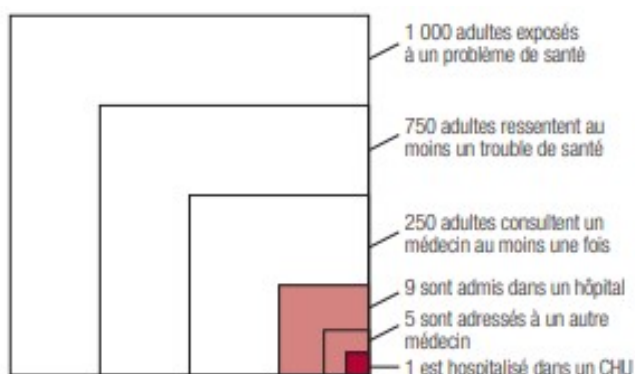 1 000 adultes exposés
à un problème de santé
750 adultes ressentent au
moins un trouble de santé
250 adultes consultent un
médecin au moins une fois
9 sont admis dans un hôpital
5 sont adressés à un autre
médecin
1 est hospitalisé dans un CHU